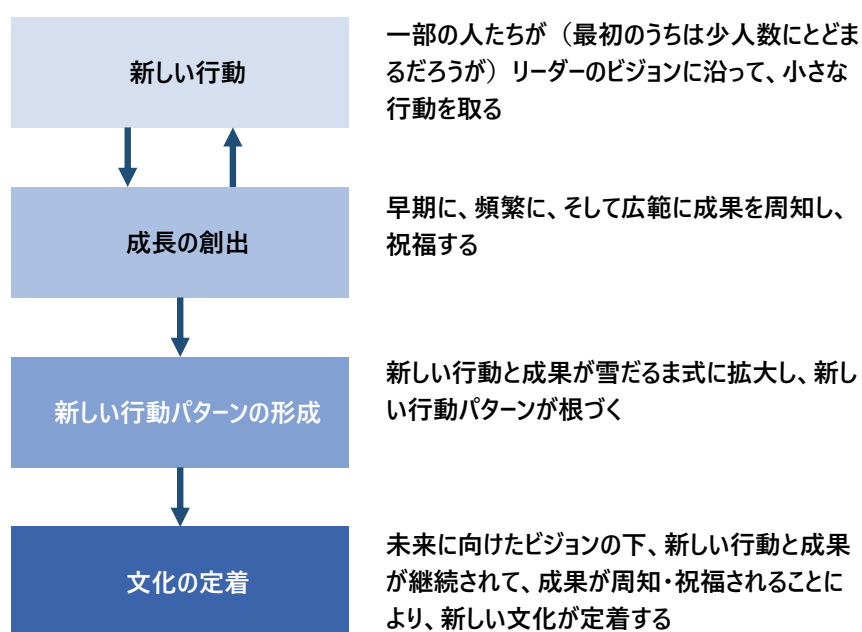 新しい行動
一部の人たちが（最初のうちは少人数にとどま
るだろうが）リーダーのビジョンに沿って、小さな
行動を取る
成長の創出
早期に、頻繁に、そして広範に成果を周知し、
祝福する
新しい行動パターンの形成
新しい行動と成果が雪だるま式に拡大し、新し
い行動パターンが根づく
文化の定着
未来に向けたビジョンの下、新しい行動と成果
が継続されて、成果が周知・祝福されることに
より、新しい文化が定着する